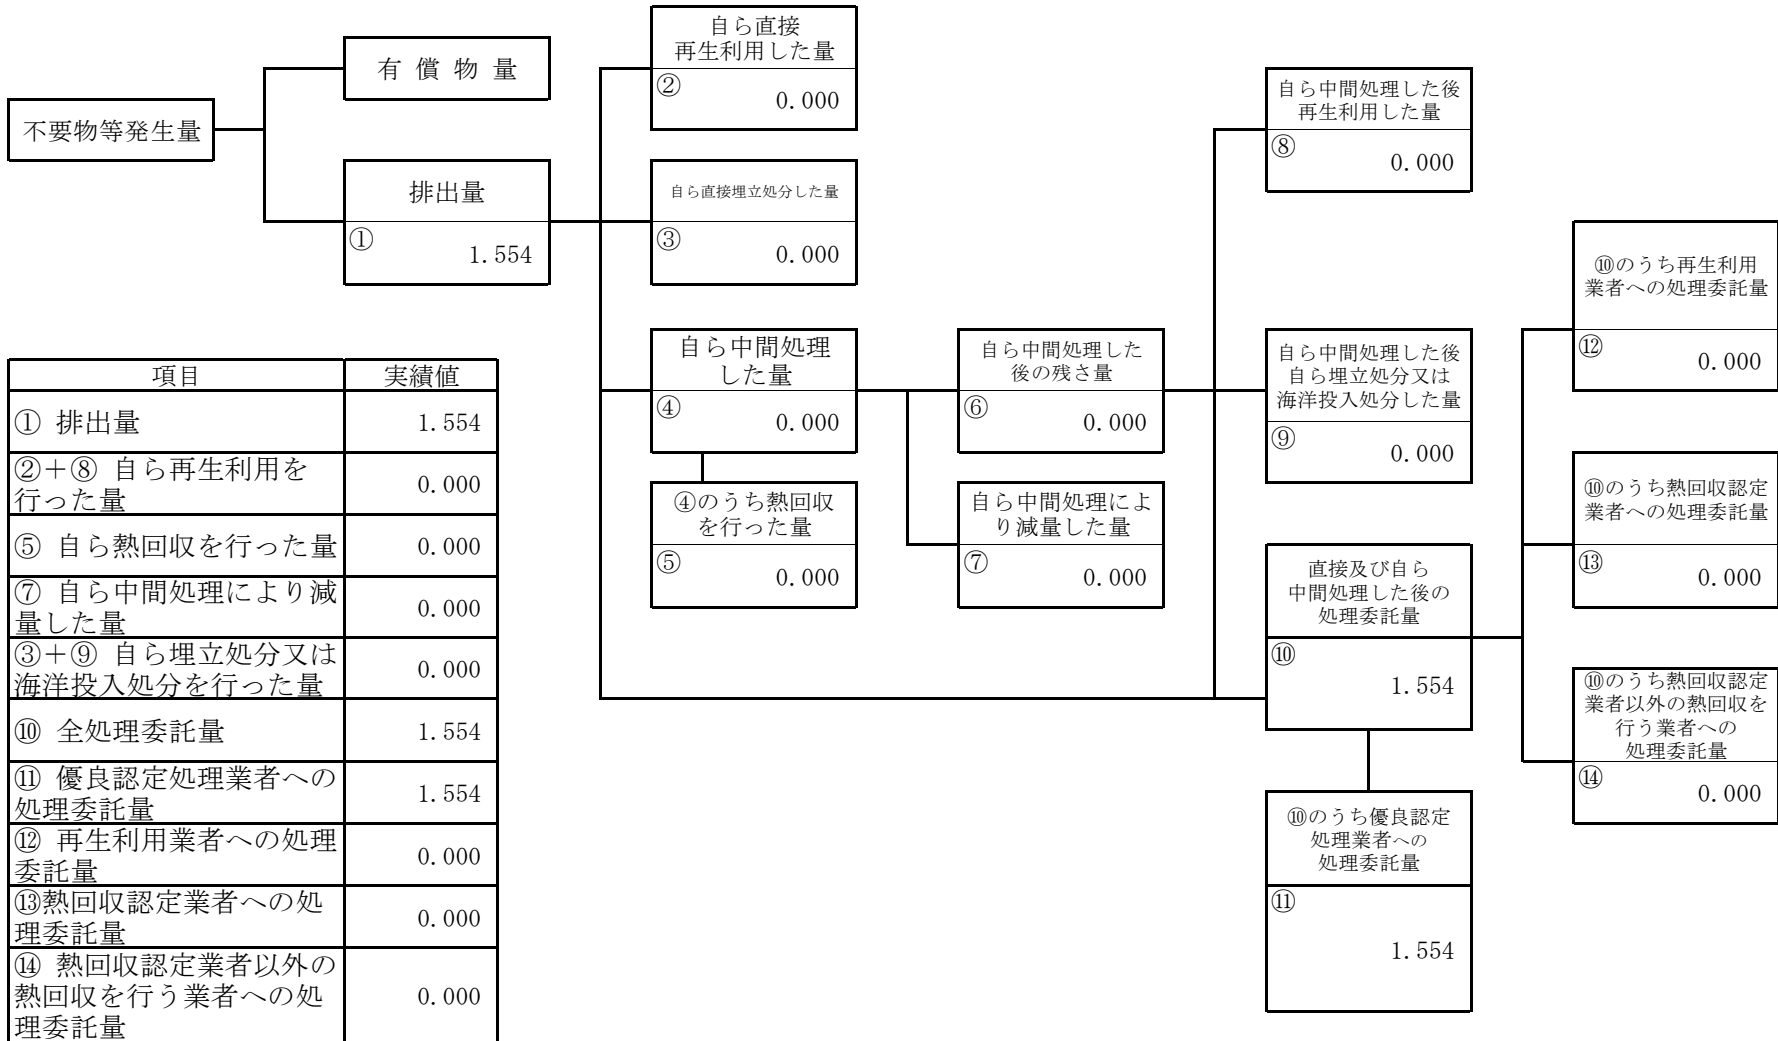 不要物等発生量
有 償 物 量
排出量
①
1.554
自ら直接
再生利用した量
②
0.000
自ら直接埋立処分した量
③
0.000
自ら中間処理
した量
④
0.000
④のうち熱回収
を行った量
⑤
0.000
自ら中間処理した
後の残さ量
⑥
0.000
自ら中間処理によ
り減量した量
⑦
0.000
自ら中間処理した後
再生利用した量
⑧
0.000
自ら中間処理した後
自ら埋立処分又は
海洋投入処分した量
⑨
0.000
直接及び自ら
中間処理した後の
処理委託量
⑩
1.554
⑩のうち優良認定
処理業者への
処理委託量
⑪
1.554
⑩のうち再生利用
業者への処理委託量
⑫
0.000
⑩のうち熱回収認定
業者への処理委託量
⑬
0.000
⑩のうち熱回収認定
業者以外の熱回収を
行う業者への
処理委託量
⑭
0.000
項目 実績値
① 排出量 1.554
②＋⑧ 自ら再生利用を
行った量 0.000
⑤ 自ら熱回収を行った量 0.000
⑦ 自ら中間処理により減
量した量 0.000
③＋⑨ 自ら埋立処分又は
海洋投入処分を行った量 0.000
⑩ 全処理委託量 1.554
⑪ 優良認定処理業者への
処理委託量 1.554
⑫ 再生利用業者への処理
委託量 0.000
⑬熱回収認定業者への処
理委託量 0.000
⑭ 熱回収認定業者以外の
熱回収を行う業者への処
理委託量 0.000